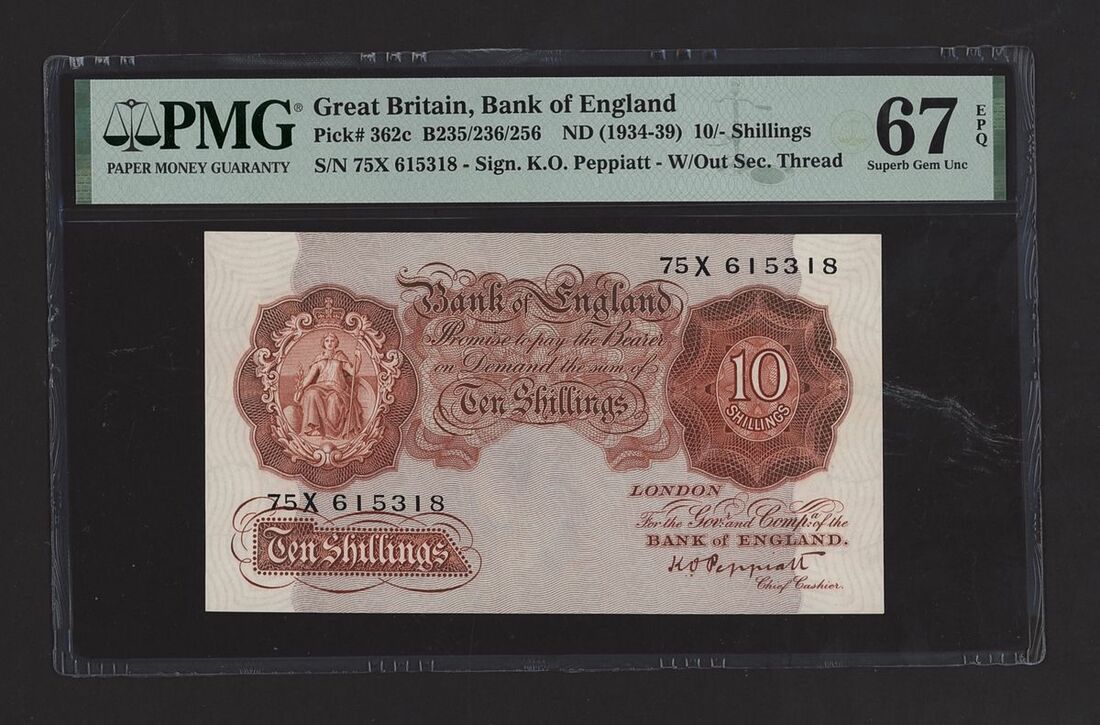 PMG®
PAPER MONEY GUARANTY
Great Britain, Bank of England
Pick# 362c B235/236/256 ND (1934-39) 10/- Shillings
S/N 75X 615318 - Sign. K.O. Peppiatt - W/Out Sec. Thread
67
EPQ
Superb Gem Unc
75X 615318
Bank of England
Promise to pay the Bearer
on Demand the sum of
Ten Shillings
10
SHILLINGS
75X 615318
Ten Shillings
LONDON
For the Govr. and Compa. of the
BANK of ENGLAND.
K O Peppiatt
Chief Cashier.